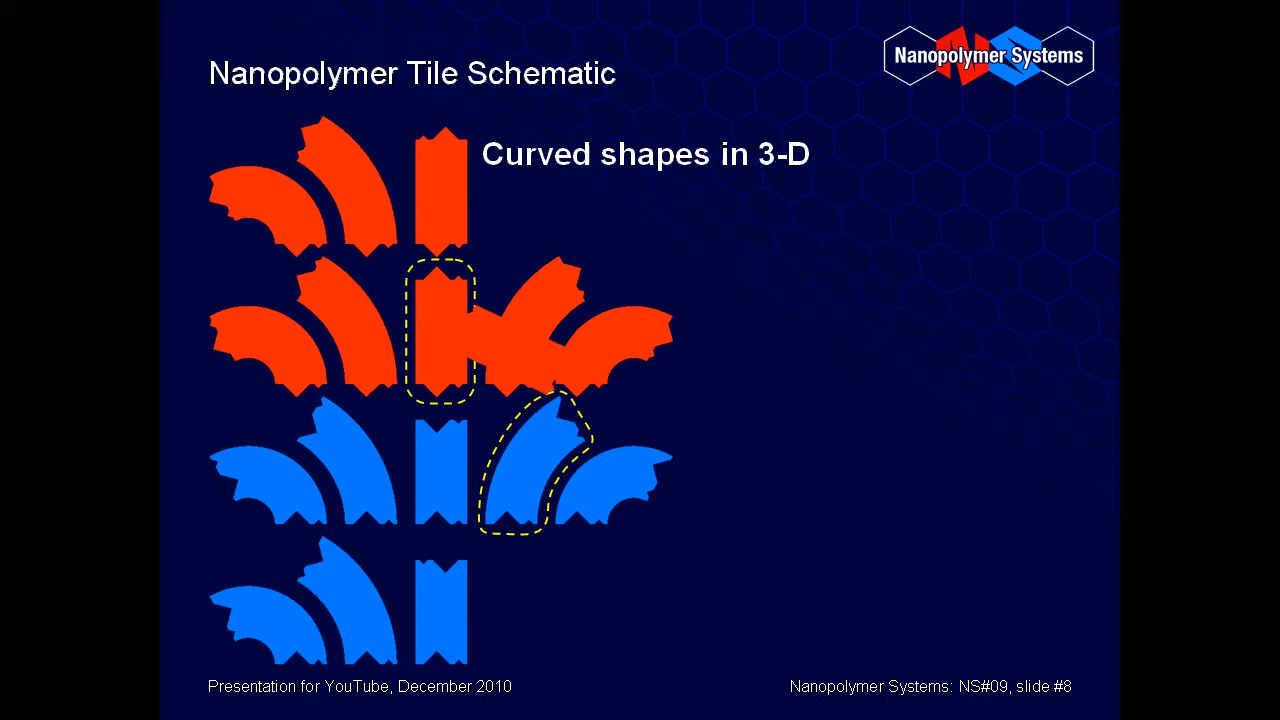 Nanopolymer Systems
Nanopolymer Tile Schematic
Curved shapes in 3-D
Presentation for YouTube, December 2010
Nanopolymer Systems: NS#09, slide #8